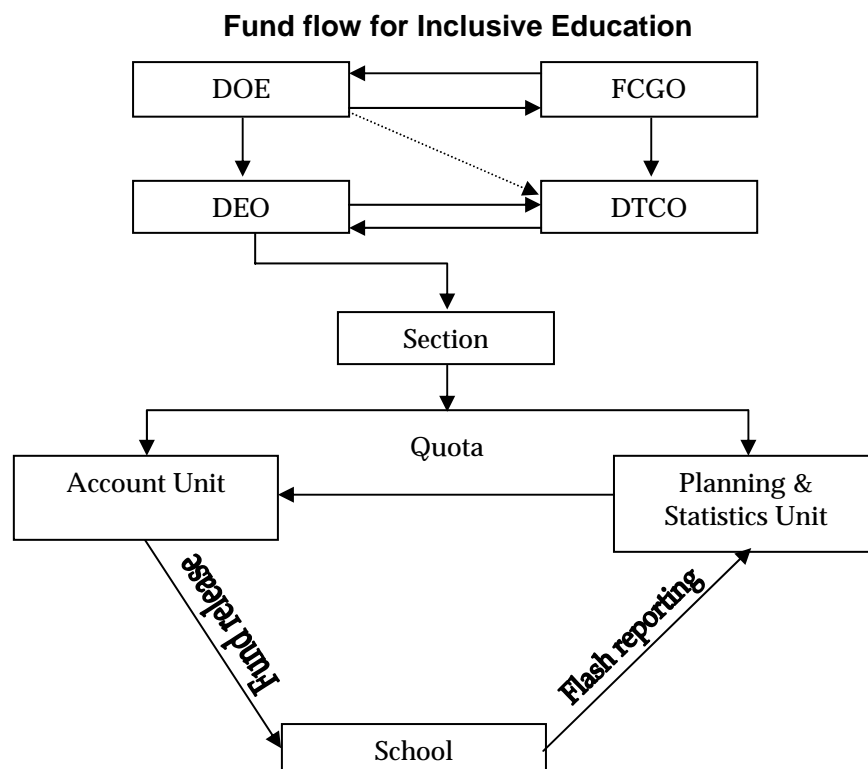 Fund flow for Inclusive Education
DOE
FCGO
DEO
DTCO
Section
Quota
Account Unit
Planning &
Statistics Unit
Fund release
Flash reporting
School